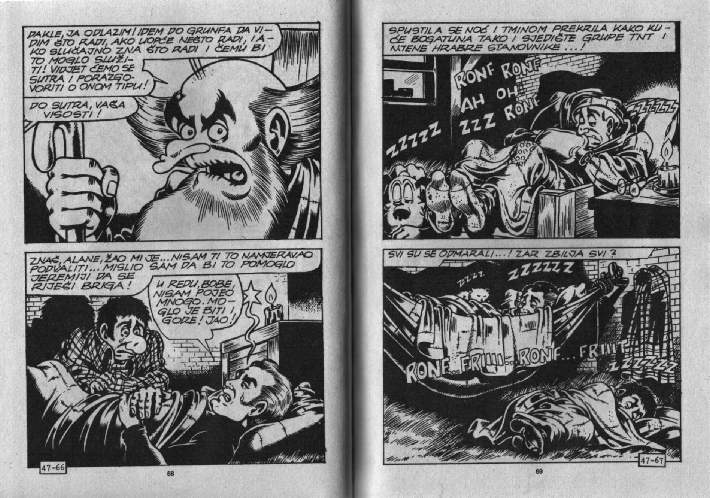 DAKLE, JA ODLAZIM! IDEM DO GRUNFA DA VI-
DIM ŠTO RADI, AKO UOPĆE NEŠTO RADI, I A-
KO SLUČAJNO ZNA ŠTO RADI I ČEMU BI
TO MOGLO SLUŽI-
TI! VIDJET ĆEMO SE
SUTRA I PORAZGO-
VORITI O ONOM TIPU!
DO SUTRA, VAŠA
VISOSTI!
ZNAŠ, ALANE, ŽAO MI JE... NISAM TI TO NAMJERAVAO
PODVALITI... MISLIO SAM DA BI TO POMOGLO
JEREMIJI DA SE
RIJEŠI BRIGA!
U REDU, BOBE,
NISAM POJEO
MNOGO. MO-
GLO JE BITI I
GORE! JAO!
47-66
68
SPUSTILA SE NOĆ I TMINOM PREKRILA KAKO KU-
ĆE BOGATUNA TAKO I SJEDIŠTE GRUPE TNT I
NJENE HRABRE STANOVNIKE...!
RONF RONF
AH OH
ZZZ RONF
ZZZZZ
SVI SU SE ODMARALI...! ZAR ZBILJA SVI?
ZZZZ
ZZZZZZ
RONF FRIIII... RONF... FRIIIT
ZZZZZZ
69
47-67